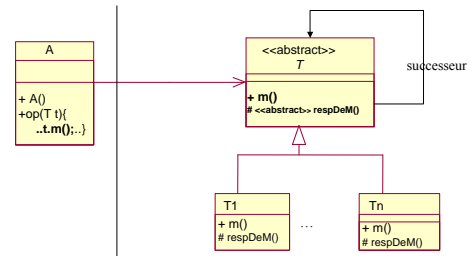 A
+ A()
+op(T t){
..t.m();..}
<<abstract>>
T
+ m()
# <<abstract>> respDeM()
successeur
T1
+ m()
# respDeM()
...
Tn
+ m()
# respDeM()